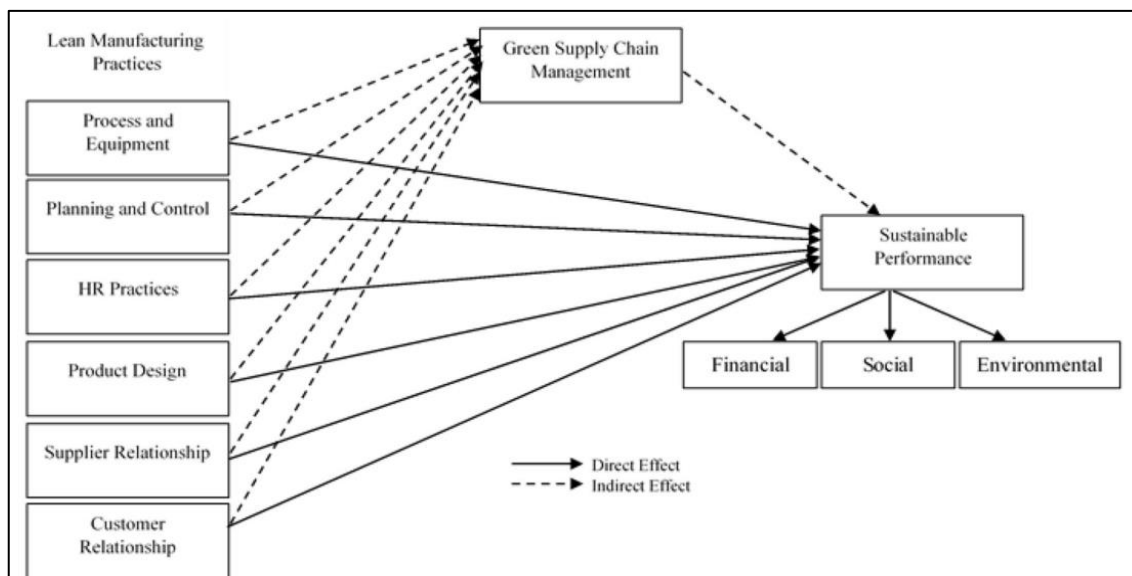 Lean Manufacturing
Practices
Green Supply Chain
Management
Process and
Equipment
Planning and Control
HR Practices
Product Design
Supplier Relationship
Customer
Relationship
Sustainable
Performance
Financial
Social
Environmental
Direct Effect
Indirect Effect